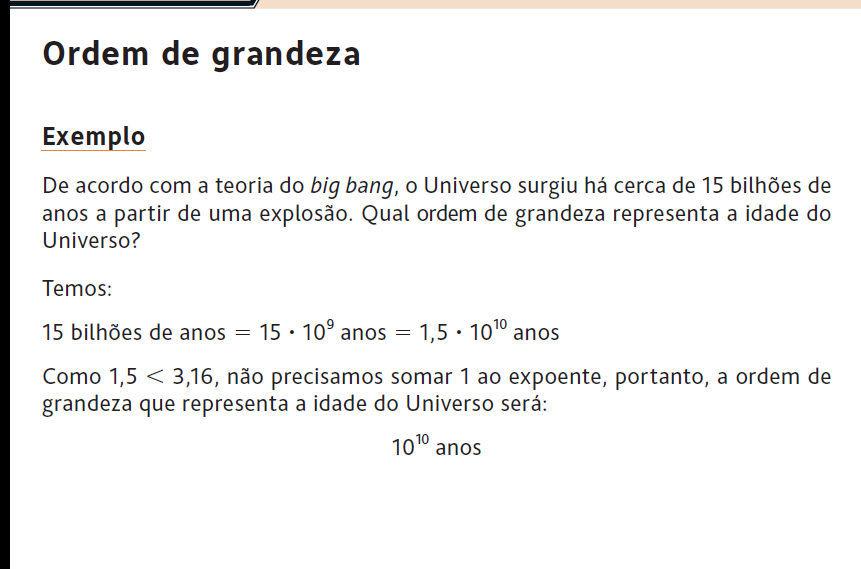 Ordem de grandeza
Exemplo
De acordo com a teoria do big bang, o Universo surgiu há cerca de 15 bilhões de
anos a partir de uma explosão. Qual ordem de grandeza representa a idade do
Universo?
Temos:
15 bilhões de anos = 15 · 10⁹ anos = 1,5 · 10¹⁰ anos
Como 1,5 < 3,16, não precisamos somar 1 ao expoente, portanto, a ordem de
grandeza que representa a idade do Universo será:
10¹⁰ anos